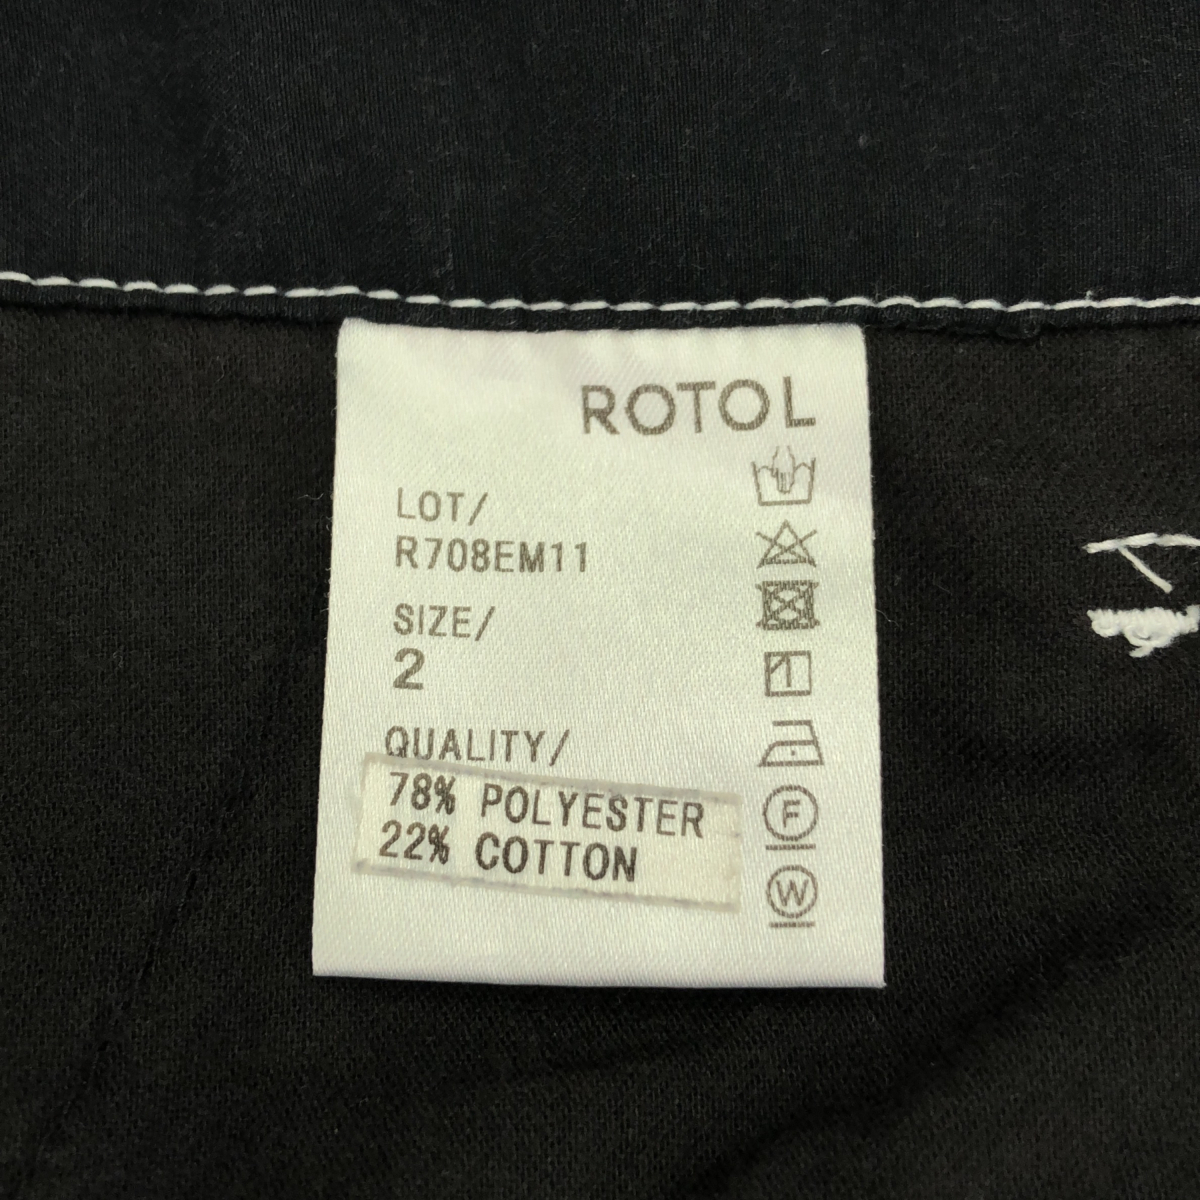 ROTOL
LOT/
R708EM11
SIZE/
2
QUALITY/
78% POLYESTER
22% COTTON
F
W